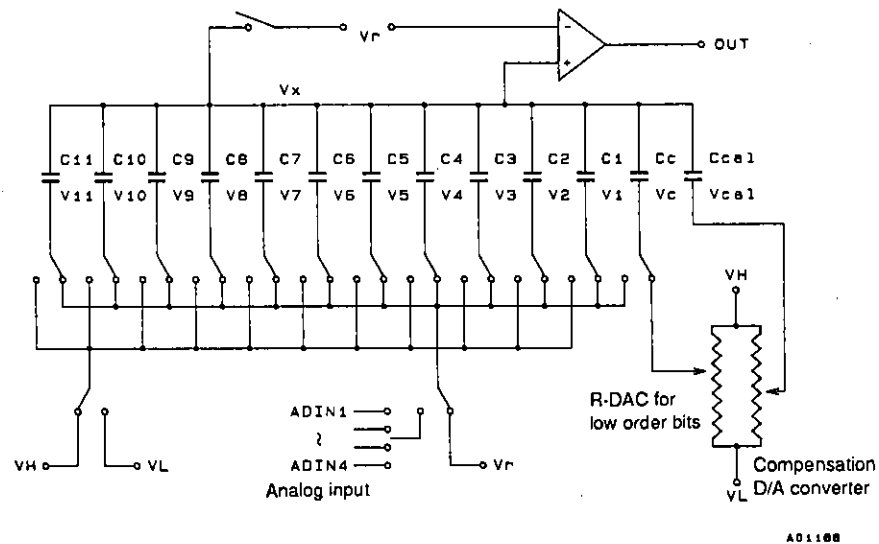 Vr
-
+
OUT
Vx
C11 C10 C9 C8 C7 C6 C5 C4 C3 C2 C1 Cc Ccal
V11 V10 V9 V8 V7 V6 V5 V4 V3 V2 V1 Vc Vcal
VH
R-DAC for
low order bits
VL
Compensation
D/A converter
VH VL
ADIN1
≀
ADIN4
Analog input
Vr
A01166